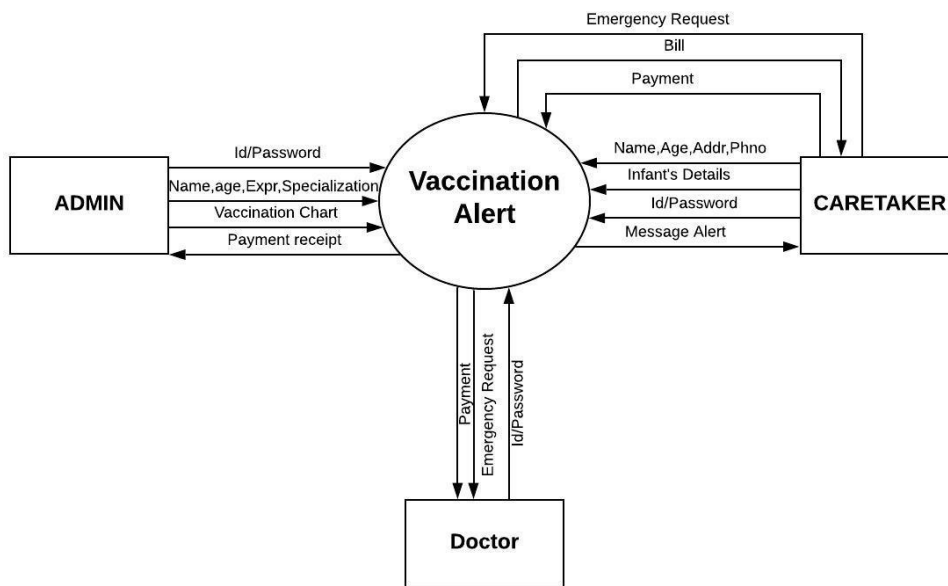 Emergency Request
Bill
Payment
Id/Password
Name,age,Expr,Specialization
Vaccination Chart
Payment receipt
ADMIN
Vaccination
Alert
Name,Age,Addr,Phno
Infant's Details
Id/Password
Message Alert
CARETAKER
Payment
Emergency Request
Id/Password
Doctor